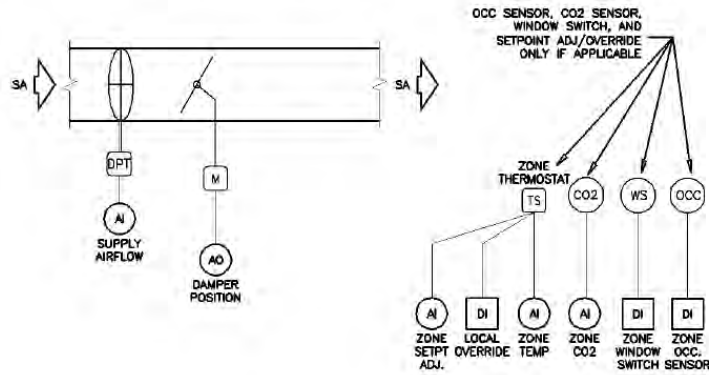 OCC SENSOR, CO2 SENSOR,
WINDOW SWITCH, AND
SETPOINT ADJ/OVERRIDE
ONLY IF APPLICABLE
SA
SA
DPT
M
AI
SUPPLY
AIRFLOW
AO
DAMPER
POSITION
ZONE
THERMOSTAT
TS
CO2
WS
OCC
AI
DI
AI
AI
DI
DI
ZONE
SETPT
ADJ.
LOCAL
OVERRIDE
ZONE
TEMP
ZONE
CO2
ZONE
WINDOW
SWITCH
ZONE
OCC.
SENSOR